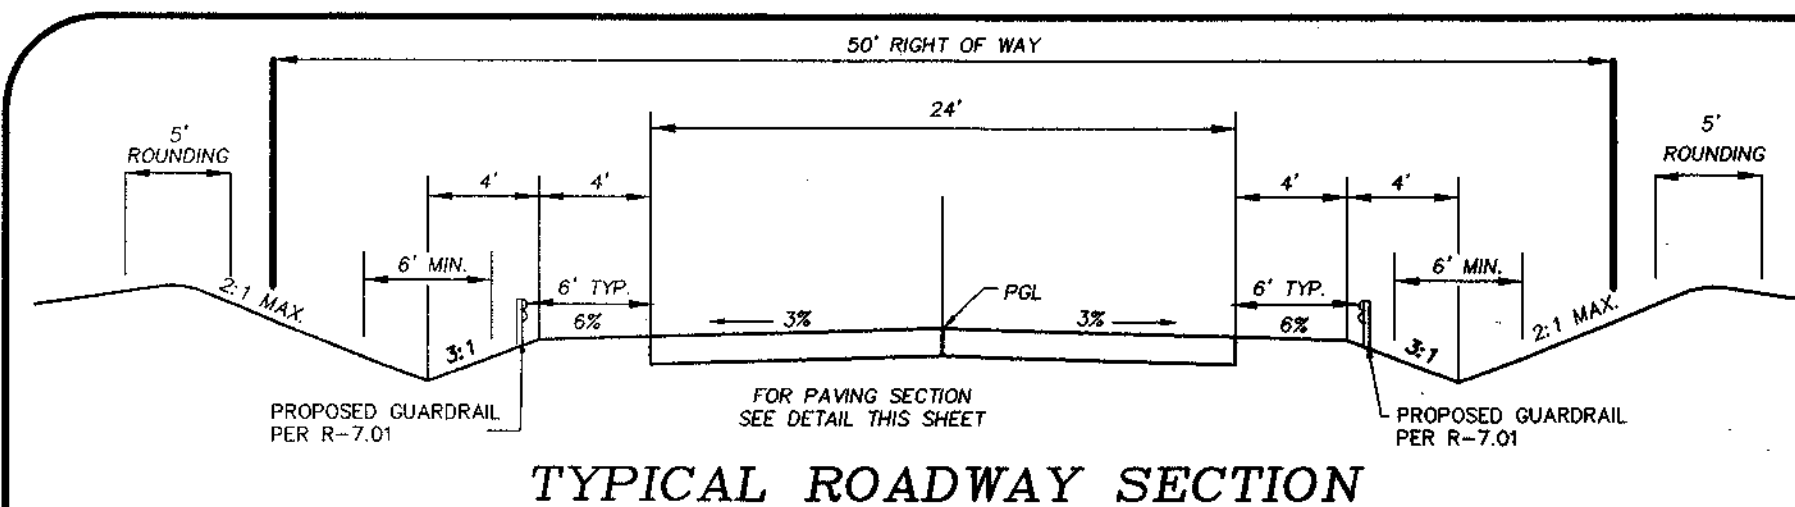 50' RIGHT OF WAY
24'
5'
ROUNDING
5'
ROUNDING
4'
4'
4'
4'
6' MIN.
6' MIN.
2:1 MAX.
6' TYP.
PGL
6' TYP.
2:1 MAX.
3:1
6%
3%
3%
6%
3:1
PROPOSED GUARDRAIL
PER R-7.01
FOR PAVING SECTION
SEE DETAIL THIS SHEET
PROPOSED GUARDRAIL
PER R-7.01
TYPICAL ROADWAY SECTION